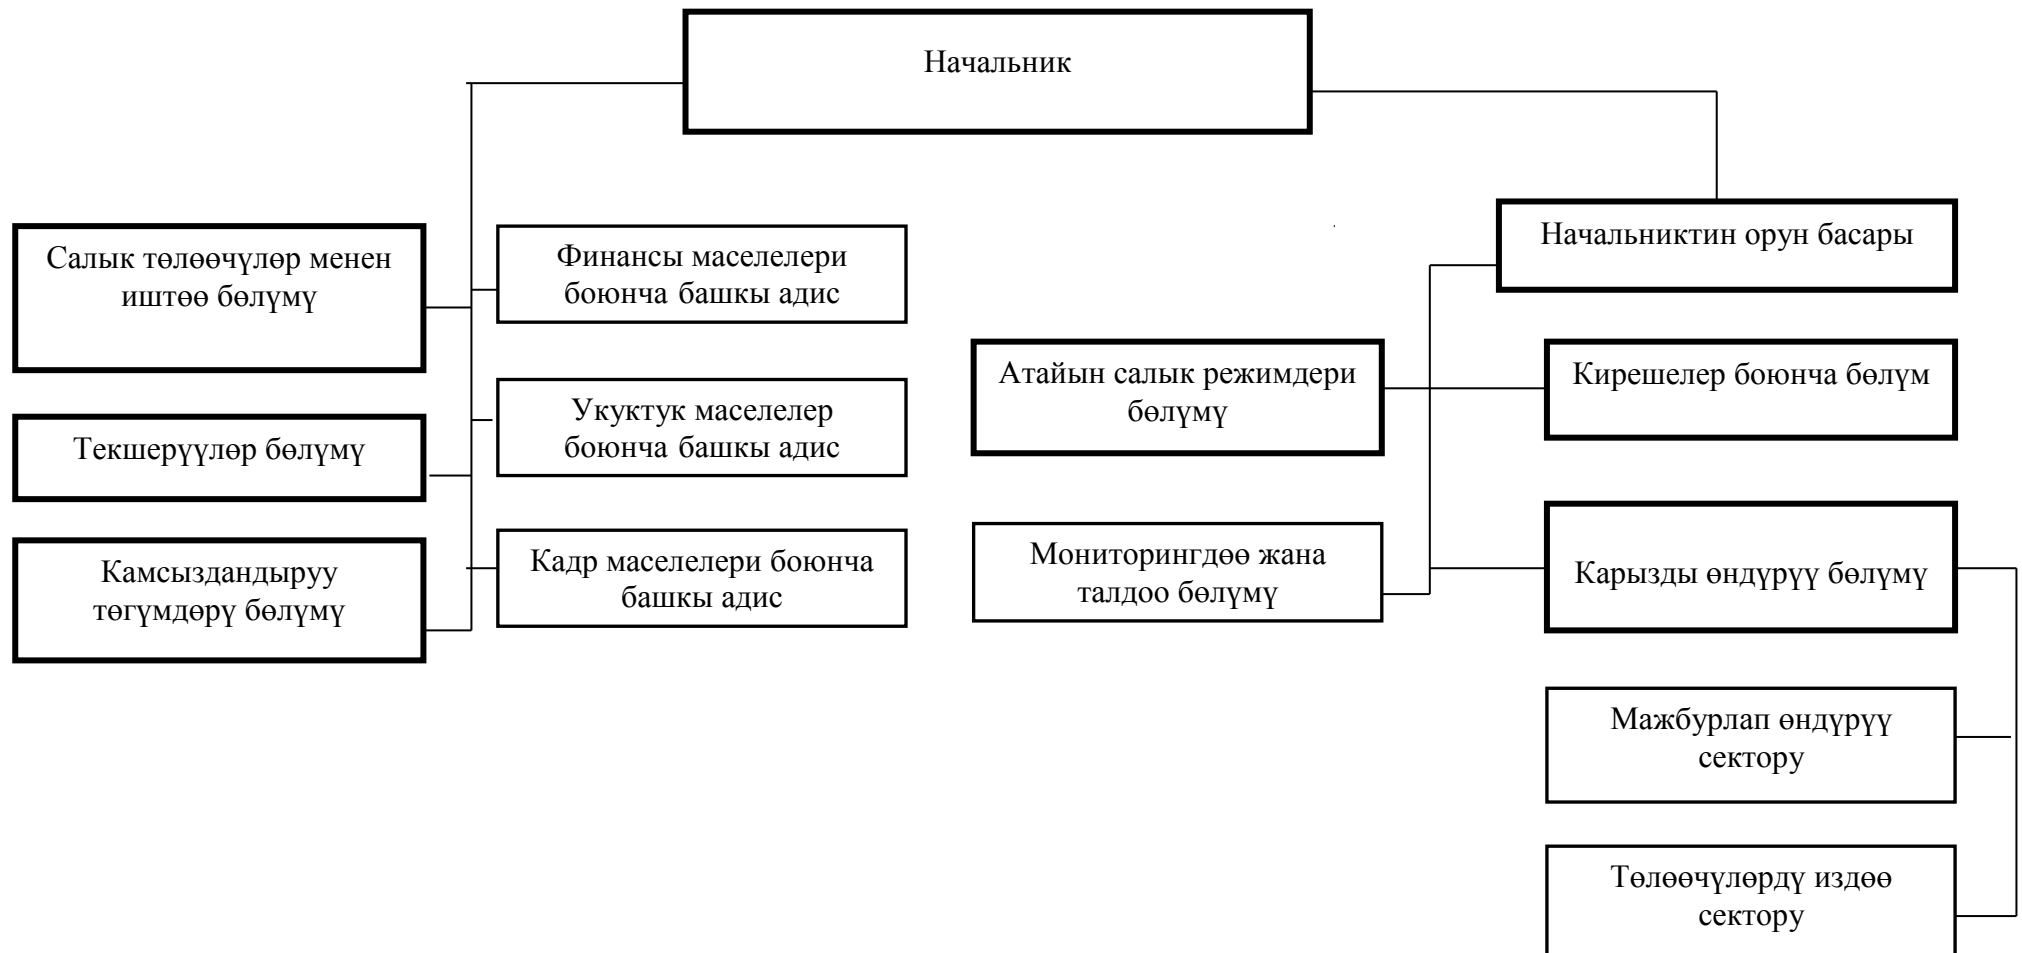 Начальник
Начальниктин орун басары
Салык төлөөчүлөр менен
иштөө бөлүмү
Финансы маселелери
боюнча башкы адис
Атайын салык режимдери
бөлүмү
Кирешелер боюнча бөлүм
Укуктук маселелер
боюнча башкы адис
Текшерүүлөр бөлүмү
Мониторингдөө жана
талдоо бөлүмү
Карызды өндүрүү бөлүмү
Камсыздандыруу
төгүмдөрү бөлүмү
Кадр маселелери боюнча
башкы адис
Мажбурлап өндүрүү
сектору
Төлөөчүлөрдү издөө
сектору